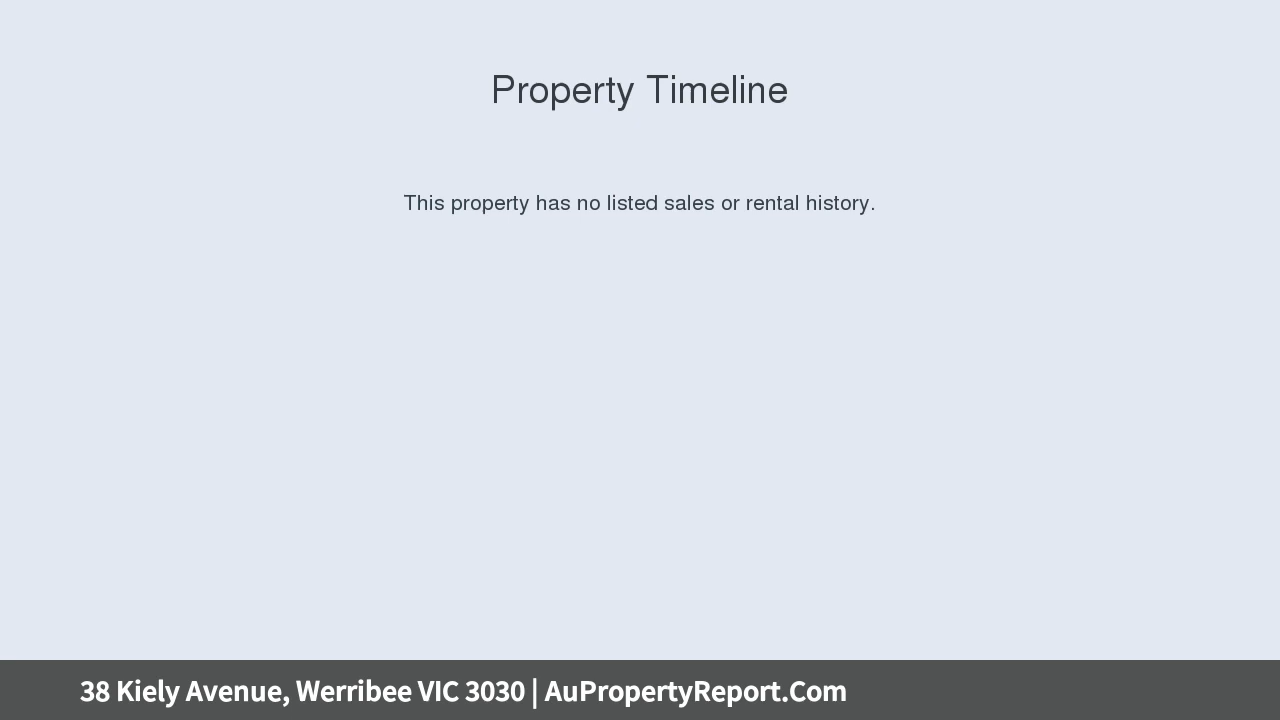 Property Timeline
This property has no listed sales or rental history.
38 Kiely Avenue, Werribee VIC 3030 | AuPropertyReport.Com